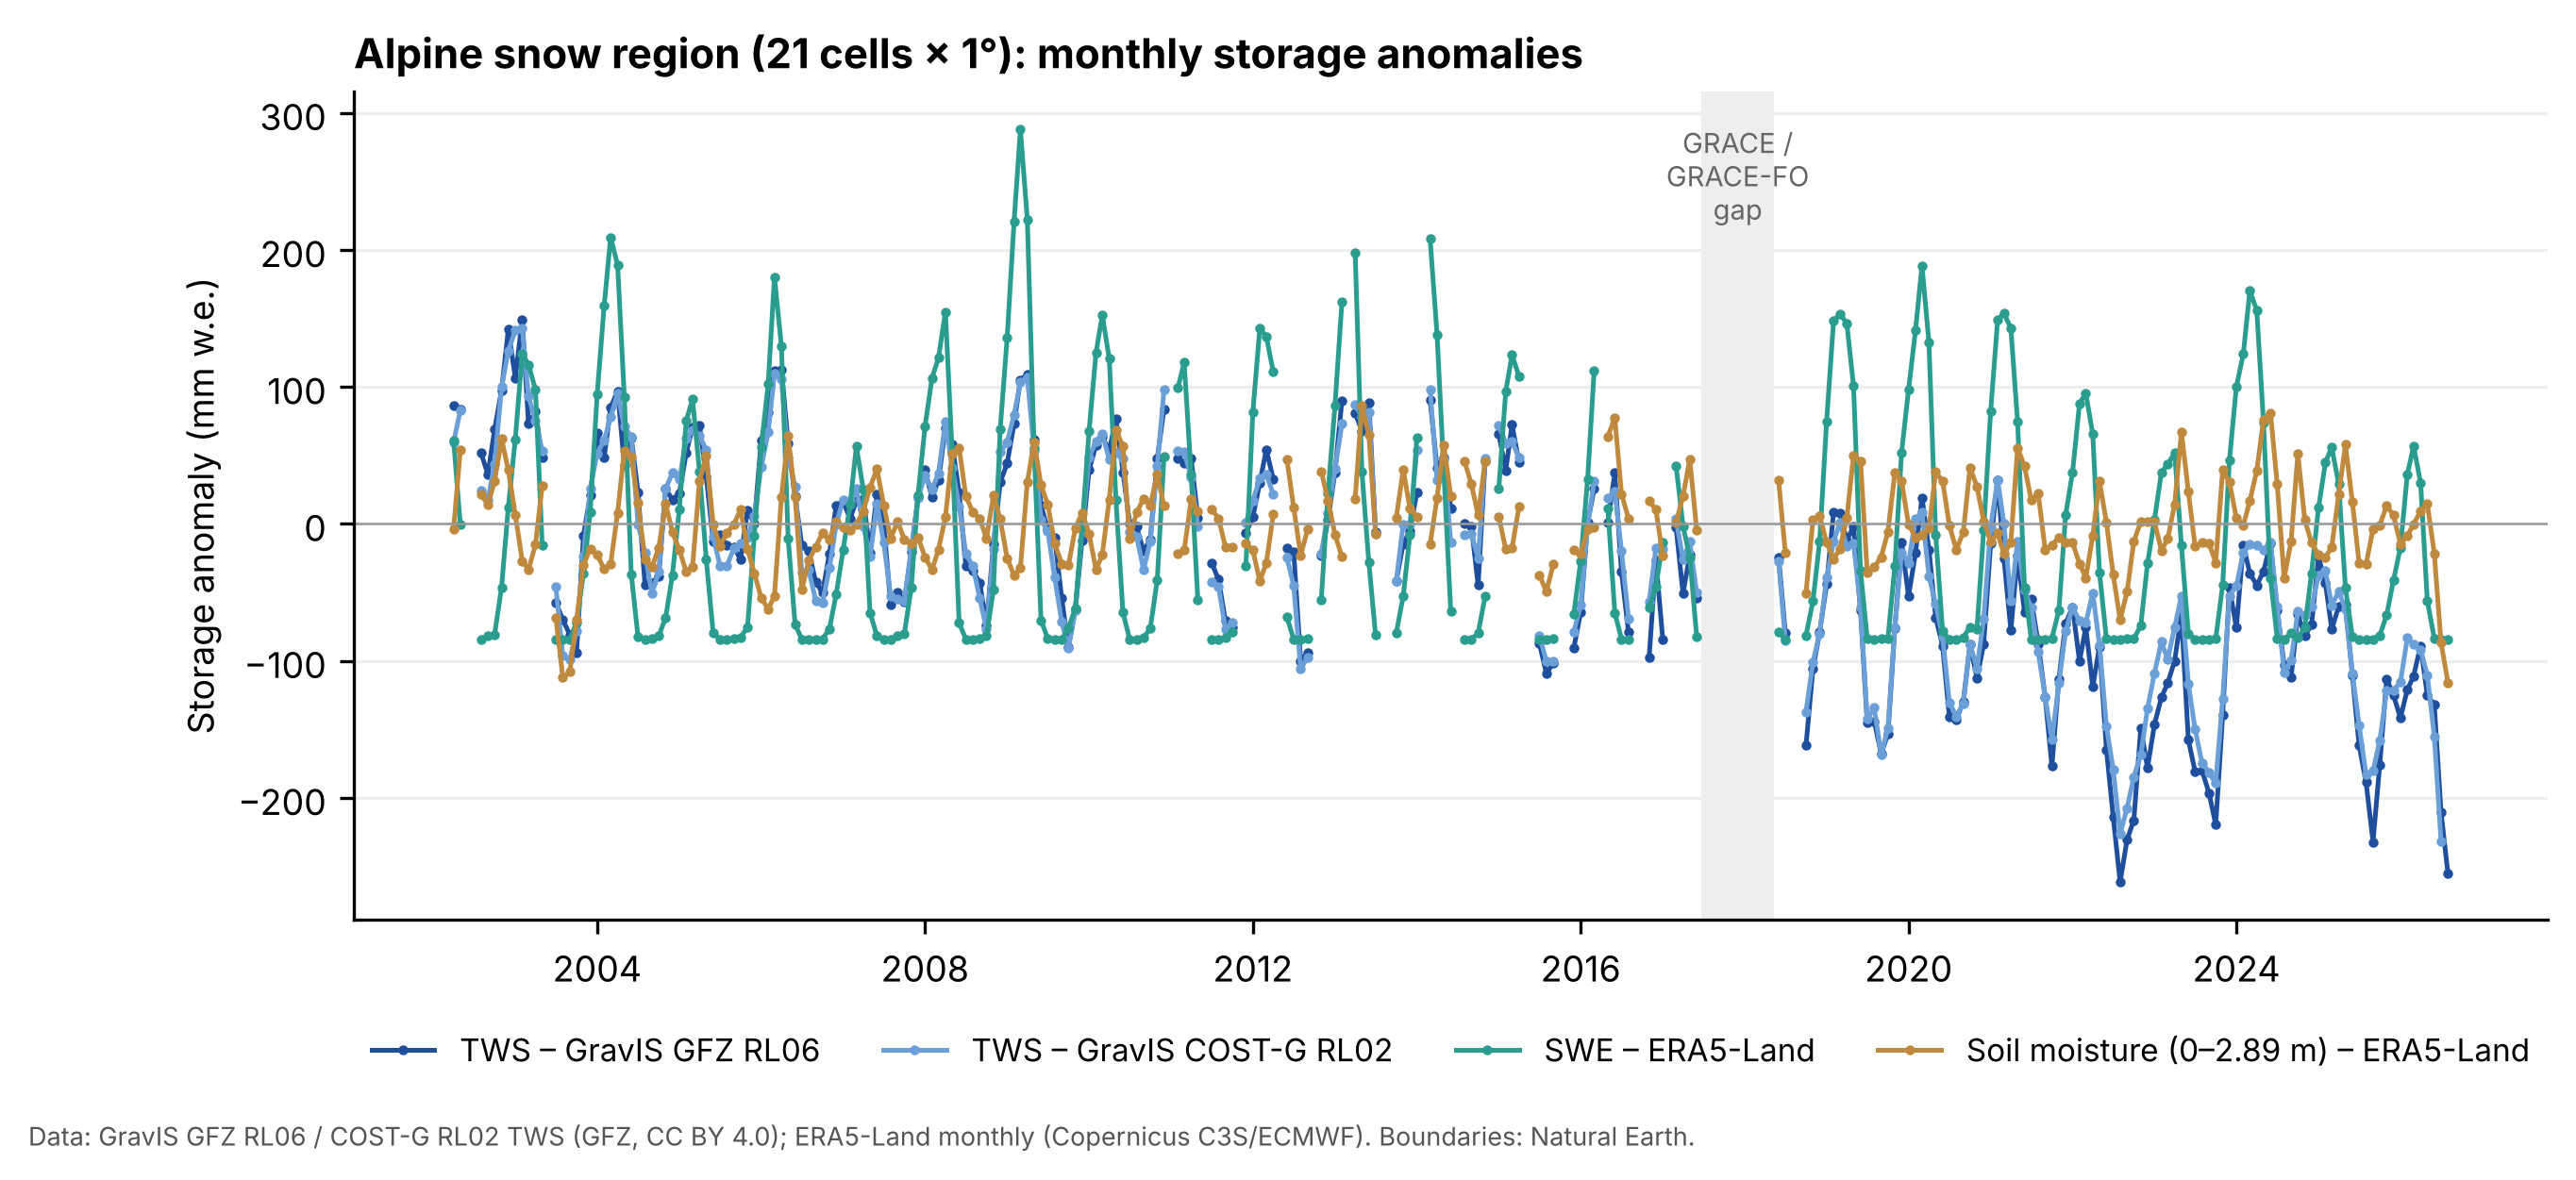 Alpine snow region (21 cells × 1°): monthly storage anomalies
Storage anomaly (mm w.e.)
300
200
100
0
−100
−200
GRACE /
GRACE-FO
gap
2004
2008
2012
2016
2020
2024
TWS – GravIS GFZ RL06
TWS – GravIS COST-G RL02
SWE – ERA5-Land
Soil moisture (0–2.89 m) – ERA5-Land
Data: GravIS GFZ RL06 / COST-G RL02 TWS (GFZ, CC BY 4.0); ERA5-Land monthly (Copernicus C3S/ECMWF). Boundaries: Natural Earth.